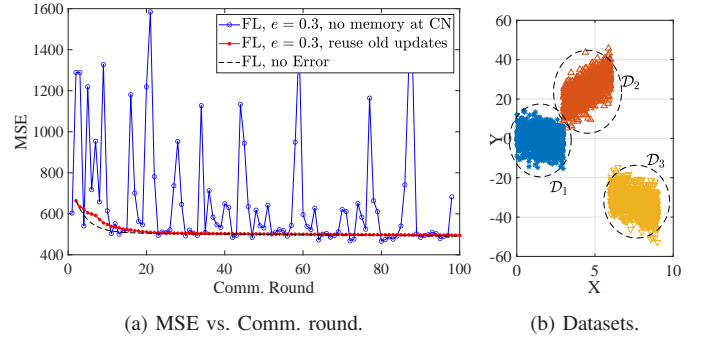 1600
1400
1200
1000
800
600
400
MSE
0
20
40
60
80
100
Comm. Round
FL, e = 0.3, no memory at CN
FL, e = 0.3, reuse old updates
FL, no Error
(a) MSE vs. Comm. round.
60
40
20
0
-20
-40
-60
Y
0
5
10
X
𝒟₁
𝒟₂
𝒟₃
(b) Datasets.